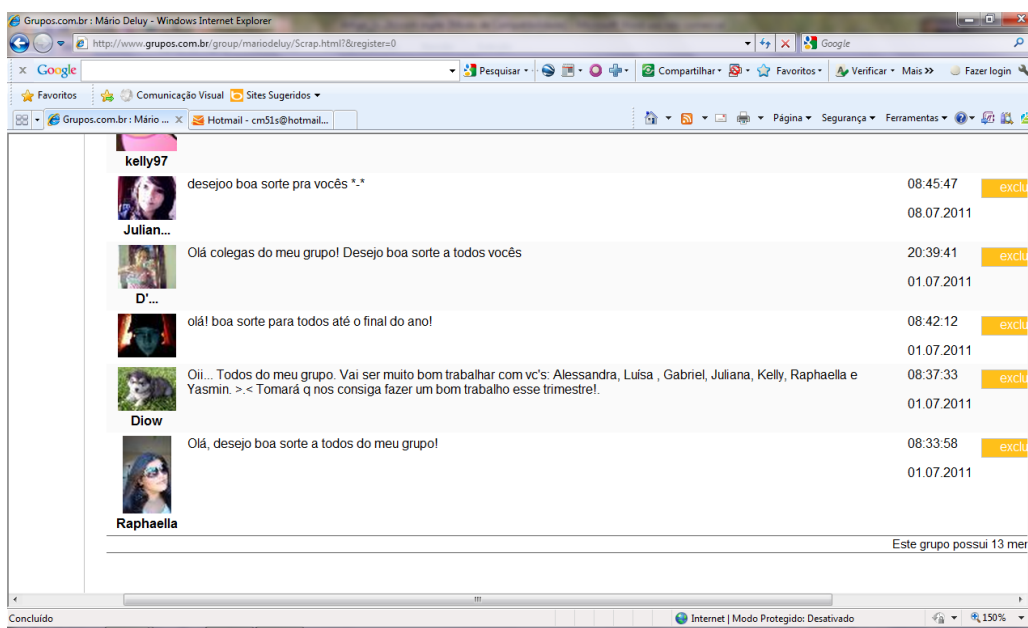 Grupos.com.br : Mário Deluy - Windows Internet Explorer
http://www.grupos.com.br/group/mariodeluy/Scrap.html?&register=0
Google
x Google
Pesquisar
Compartilhar
Favoritos
Verificar
Mais >>
Fazer login
Favoritos
Comunicação Visual
Sites Sugeridos
Grupos.com.br : Mário ... X
Hotmail - cm51s@hotmail...
Página
Segurança
Ferramentas
kelly97
desejoo boa sorte pra vocês *-*
08:45:47
exclu
08.07.2011
Julian...
Olá colegas do meu grupo! Desejo boa sorte a todos vocês
20:39:41
exclu
01.07.2011
D'...
olá! boa sorte para todos até o final do ano!
08:42:12
exclu
01.07.2011
Oii... Todos do meu grupo. Vai ser muito bom trabalhar com vc's: Alessandra, Luísa , Gabriel, Juliana, Kelly, Raphaella e
Yasmin. >.< Tomará q nos consiga fazer um bom trabalho esse trimestre!.
08:37:33
exclu
01.07.2011
Diow
Olá, desejo boa sorte a todos do meu grupo!
08:33:58
exclu
01.07.2011
Raphaella
Este grupo possui 13 mer
Concluído
Internet | Modo Protegido: Desativado
150%